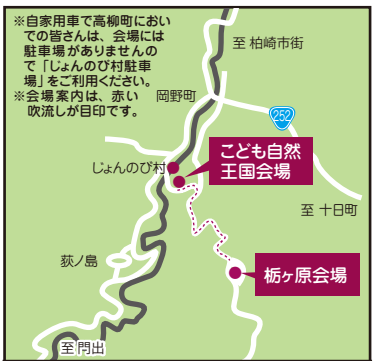 ※自家用車で高柳町におい
での皆さんは、会場には
駐車場がありませんの
で「じょんのび村駐車
場」をご利用ください。
※会場案内は、赤い
吹流しが目印です。
至 柏崎市街
岡野町
252
こども自然
王国会場
じょんのび村
至 十日町
荻ノ島
栃ヶ原会場
至 門出